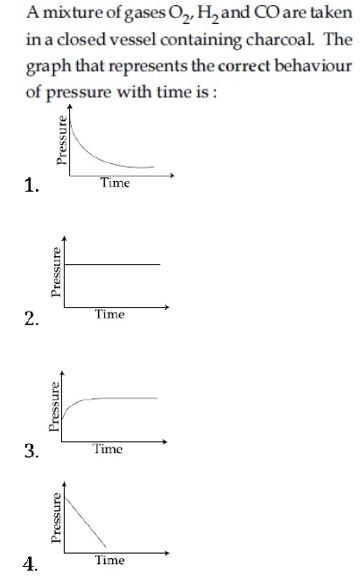 A mixture of gases O₂, H₂ and CO are taken
in a closed vessel containing charcoal. The
graph that represents the correct behaviour
of pressure with time is :
Pressure
1.
Time
Pressure
2.
Time
Pressure
3.
Time
Pressure
4.
Time